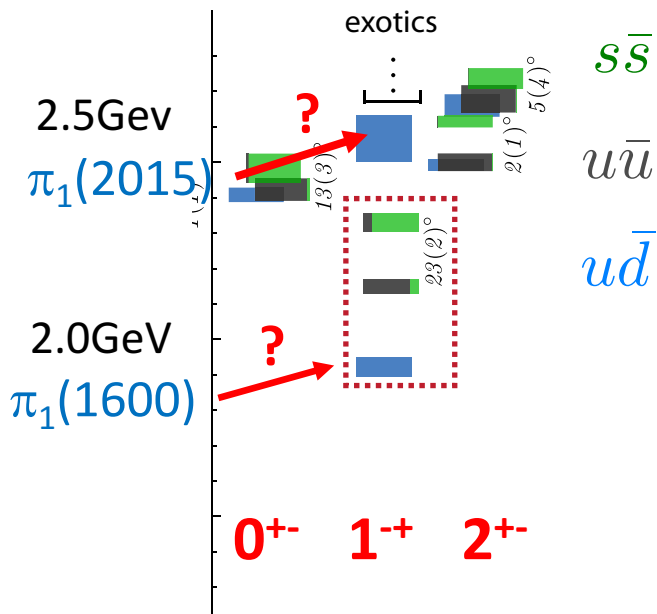 exotics
ss̄
5(4)°
2.5Gev
?
2(1)°
uū
π₁(2015)
13(3)°
23(2)°
ud̄
2.0GeV
?
π₁(1600)
0⁺⁻ 1⁻⁺ 2⁺⁻